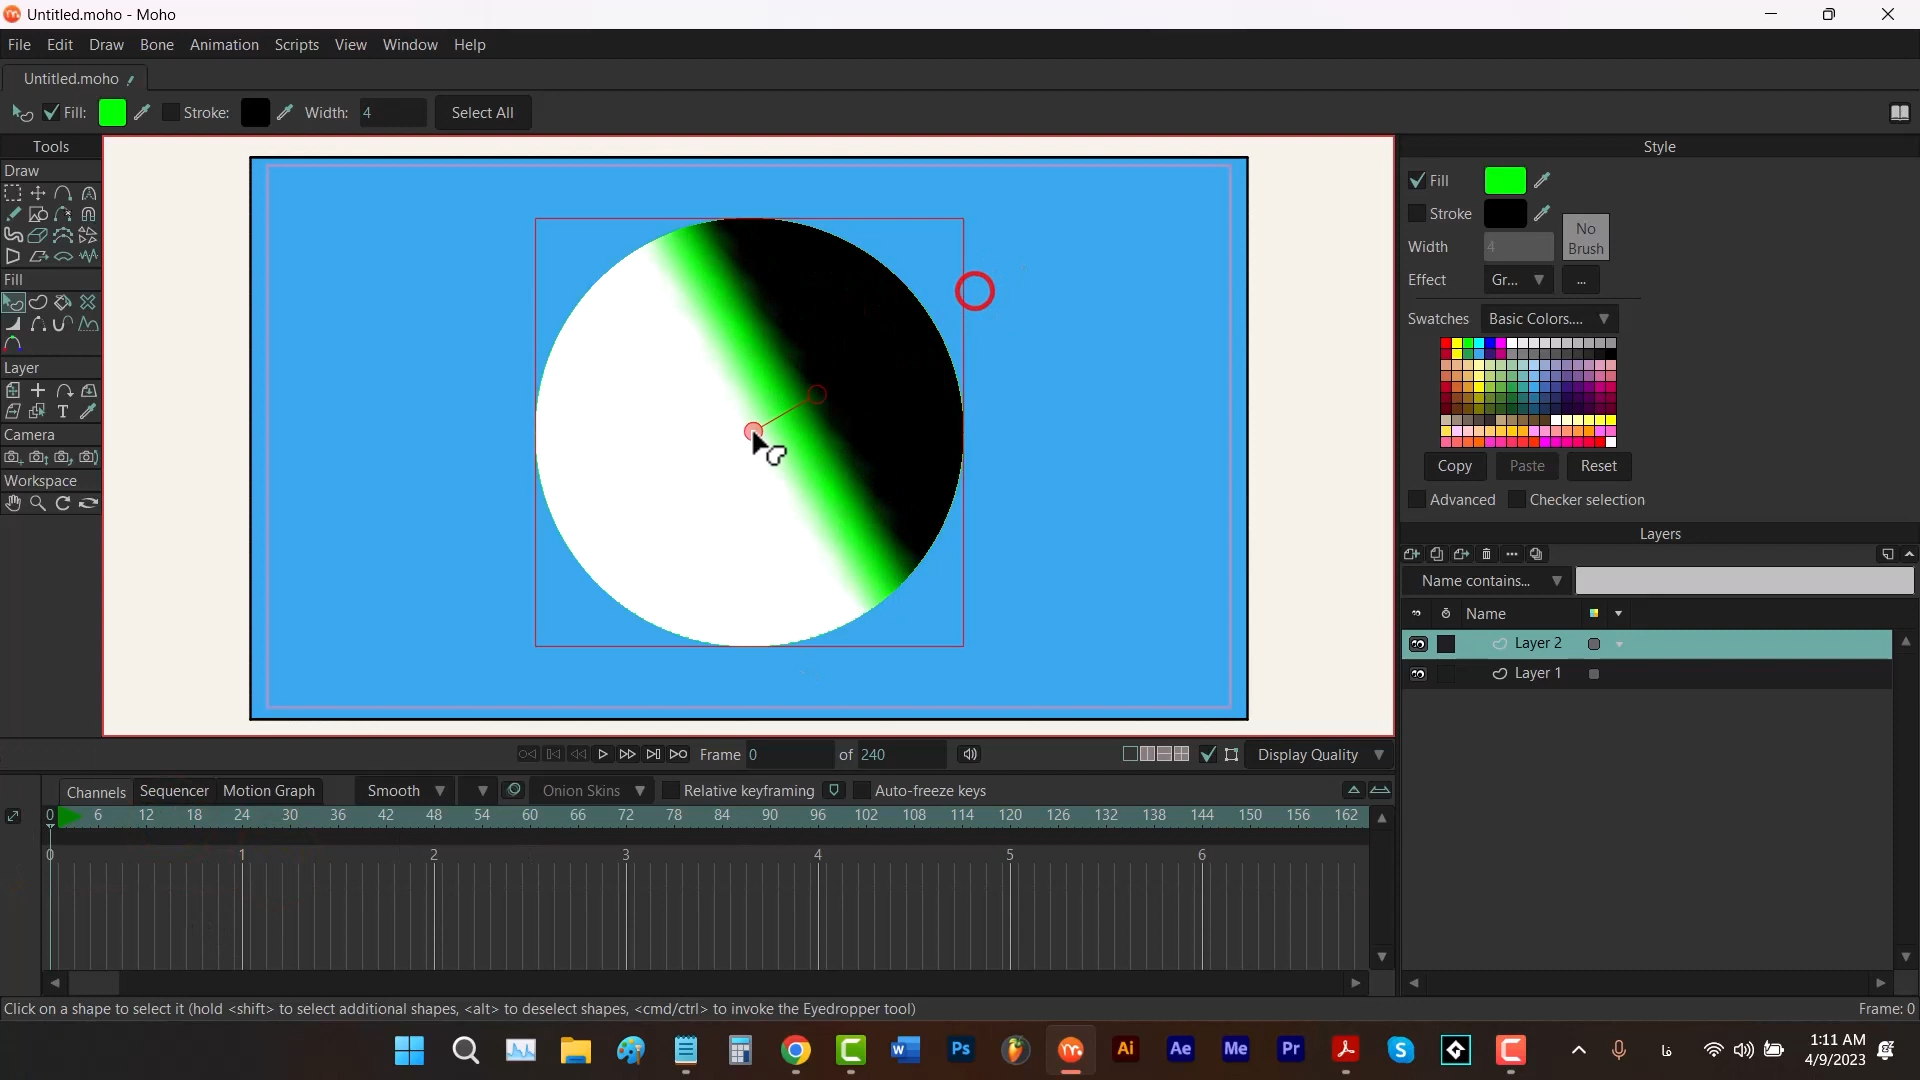 Untitled.moho - Moho
File Edit Draw Bone Animation Scripts View Window Help
Untitled.moho
Fill: Stroke: Width: 4 Select All
Tools
Draw
Fill
Layer
T
Camera
Workspace
Style
Fill
Stroke
Width 4 No Brush
Effect Gr... ...
Swatches Basic Colors....
Copy Paste Reset
Advanced Checker selection
Layers
Name contains...
Name
Layer 2
Layer 1
Frame 0 of 240 Display Quality
Channels Sequencer Motion Graph Smooth Onion Skins Relative keyframing Auto-freeze keys
0 6 12 18 24 30 36 42 48 54 60 66 72 78 84 90 96 102 108 114 120 126 132 138 144 150 156 162
0 1 2 3 4 5 6
Click on a shape to select it (hold <shift> to select additional shapes, <alt> to deselect shapes, <cmd/ctrl> to invoke the Eyedropper tool) Frame: 0
Ps Ai Ae Me Pr فا 1:11 AM
4/9/2023